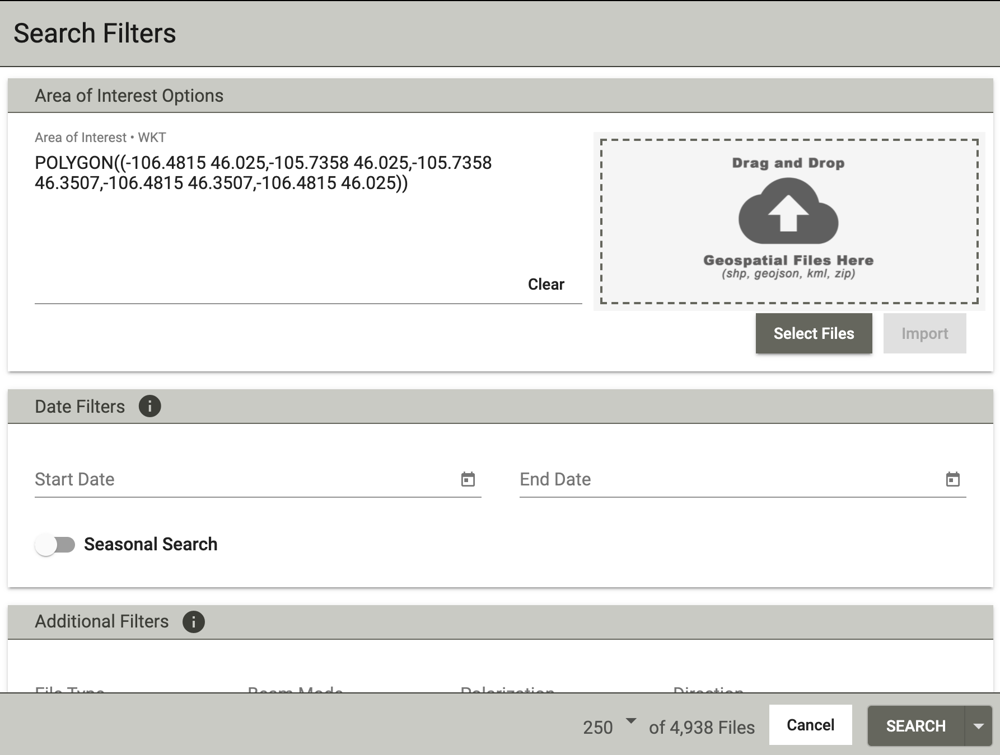 Search Filters
Area of Interest Options
Area of Interest • WKT
POLYGON((-106.4815 46.025,-105.7358 46.025,-105.7358
46.3507,-106.4815 46.3507,-106.4815 46.025))
Clear
Drag and Drop
Geospatial Files Here
(shp, geojson, kml, zip)
Select Files
Import
Date Filters
Start Date
End Date
Seasonal Search
Additional Filters
File Type
Beam Mode
Polarization
Direction
250
of 4,938 Files
Cancel
SEARCH